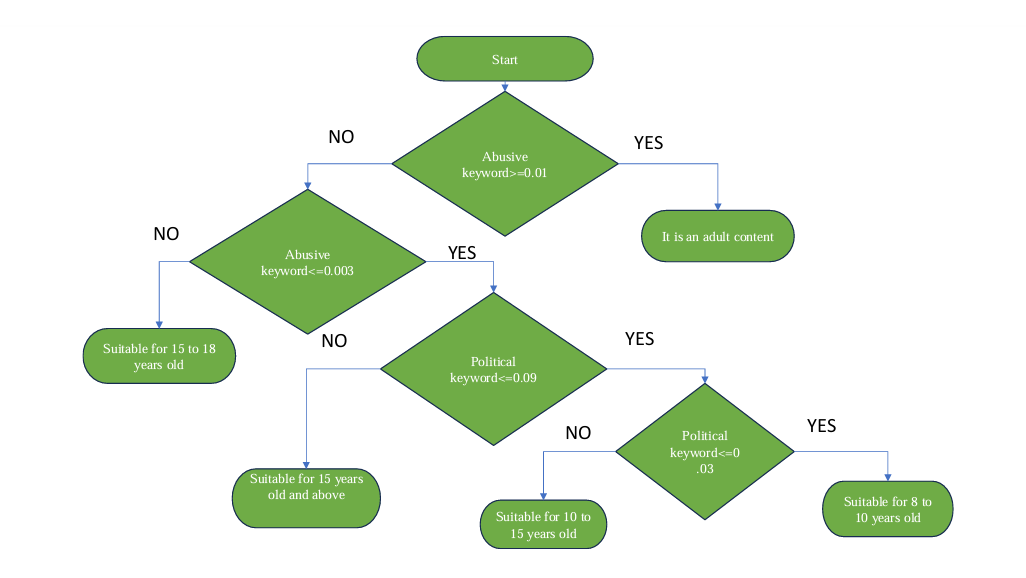 Start
NO
YES
Abusive
keyword>=0.01
It is an adult content
NO
YES
Abusive
keyword<=0.003
Suitable for 15 to 18
years old
NO
YES
Political
keyword<=0.09
NO
YES
Political
keyword<=0
.03
Suitable for 15 years
old and above
Suitable for 10 to
15 years old
Suitable for 8 to
10 years old